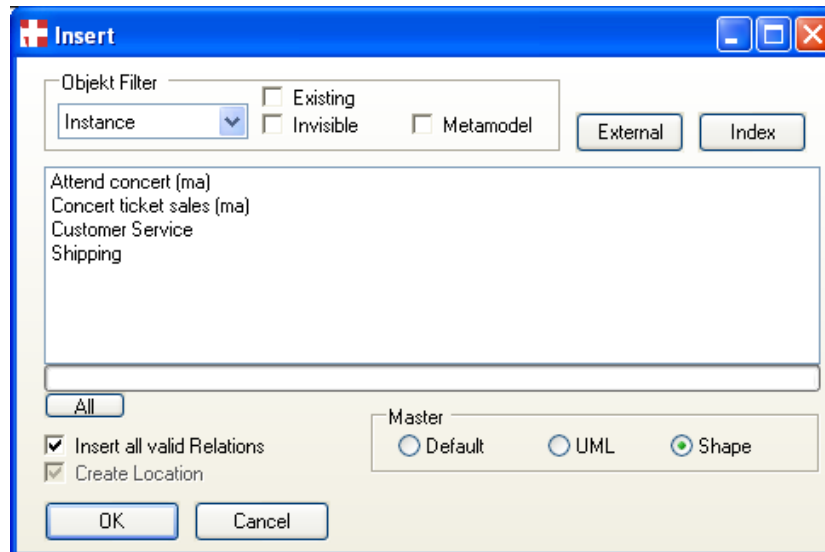 Insert
Objekt Filter
Instance
Existing
Invisible
Metamodel
External
Index
Attend concert (ma)
Concert ticket sales (ma)
Customer Service
Shipping
All
Master
Insert all valid Relations
Default
UML
Shape
Create Location
OK
Cancel